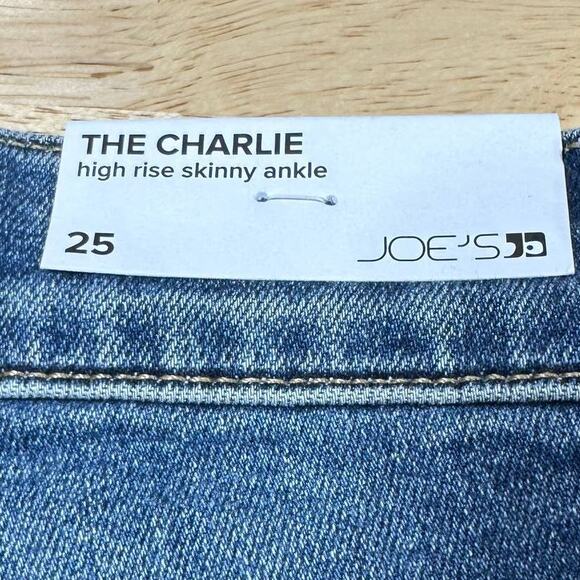 THE CHARLIE
high rise skinny ankle
25
JOE'S